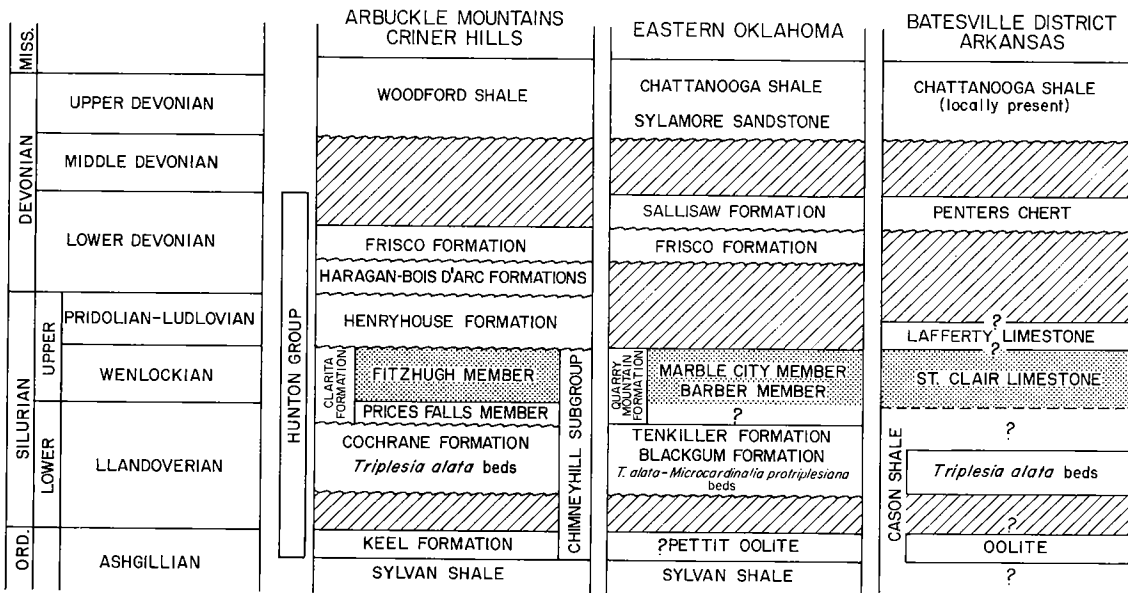 ARBUCKLE MOUNTAINS
CRINER HILLS
EASTERN OKLAHOMA
BATESVILLE DISTRICT
ARKANSAS
MISS.
DEVONIAN
SILURIAN
ORD.
UPPER
LOWER
UPPER DEVONIAN
MIDDLE DEVONIAN
LOWER DEVONIAN
PRIDOLIAN-LUDLOVIAN
WENLOCKIAN
LLANDOVERIAN
ASHGILLIAN
HUNTON GROUP
WOODFORD SHALE
FRISCO FORMATION
HARAGAN-BOIS D'ARC FORMATIONS
HENRYHOUSE FORMATION
CLARITA
FORMATION
FITZHUGH MEMBER
PRICES FALLS MEMBER
COCHRANE FORMATION
Triplesia alata beds
KEEL FORMATION
SYLVAN SHALE
CHIMNEYHILL SUBGROUP
CHATTANOOGA SHALE
SYLAMORE SANDSTONE
SALLISAW FORMATION
FRISCO FORMATION
QUARRY
MOUNTAIN
FORMATION
MARBLE CITY MEMBER
BARBER MEMBER
?
TENKILLER FORMATION
BLACKGUM FORMATION
T. alata-Microcardinalia protriplesiana
beds
?PETTIT OOLITE
SYLVAN SHALE
CHATTANOOGA SHALE
(locally present)
PENTERS CHERT
?
LAFFERTY LIMESTONE
?
ST. CLAIR LIMESTONE
?
CASON SHALE
Triplesia alata beds
?
OOLITE
?